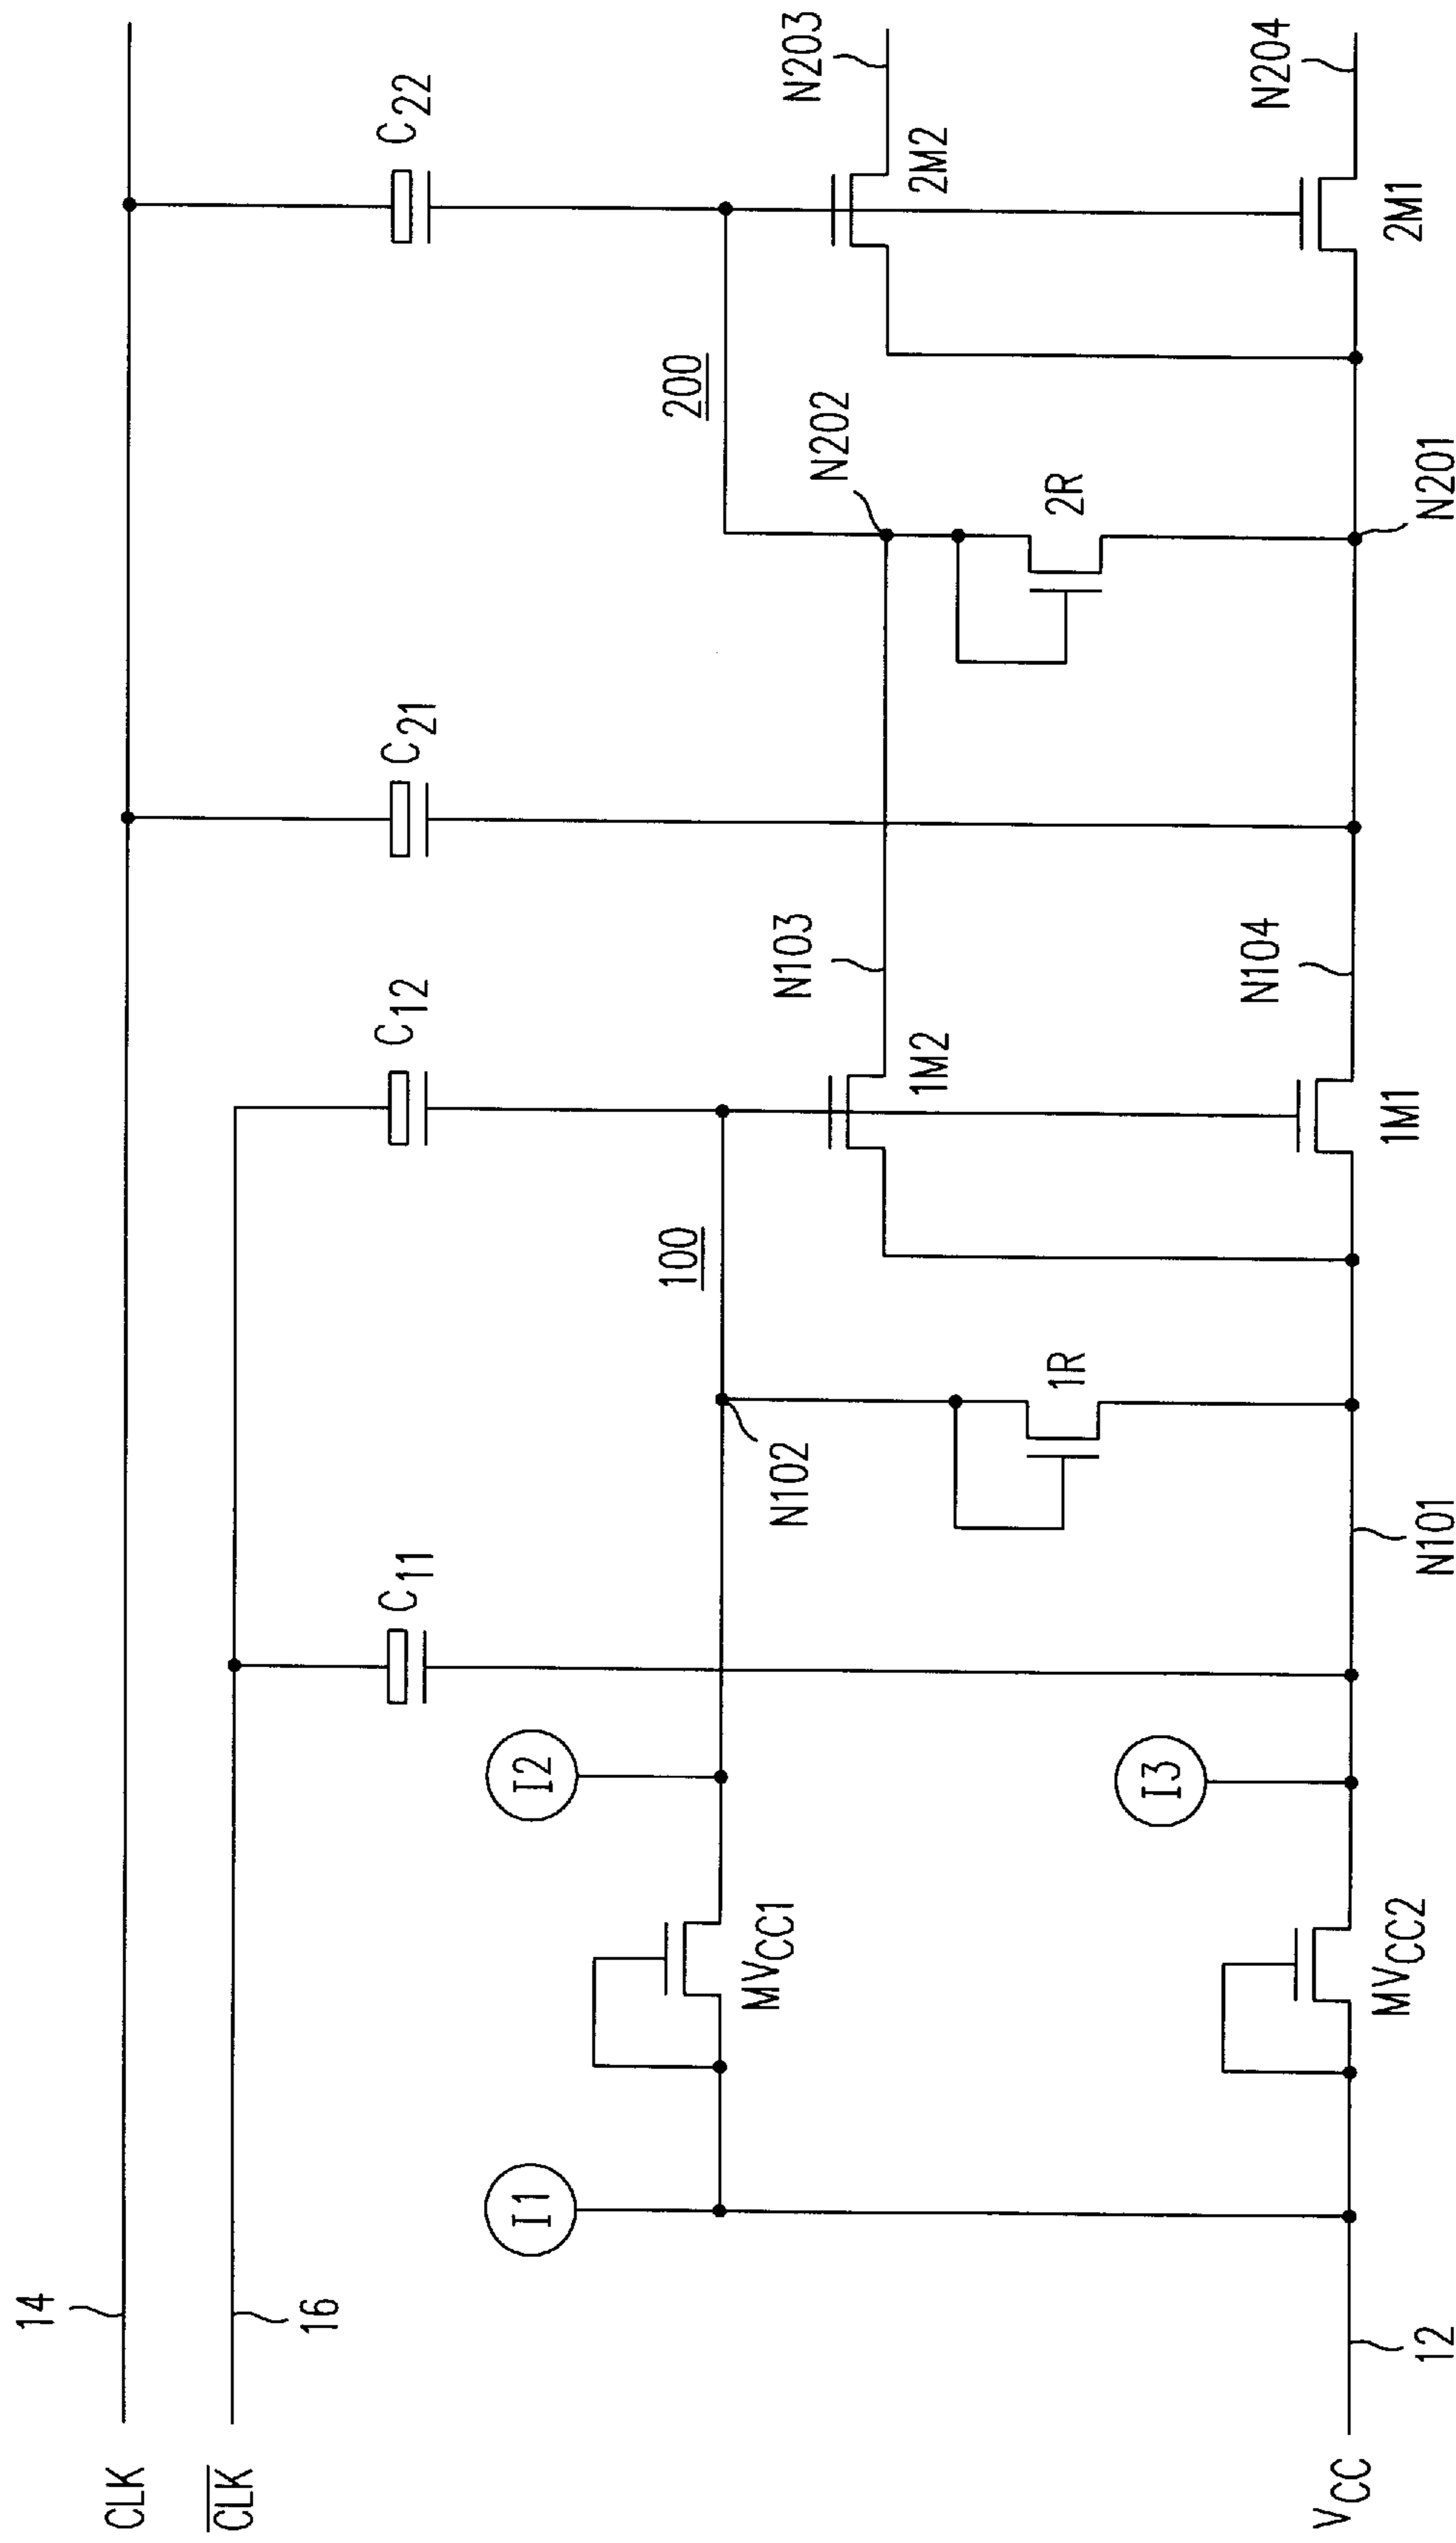 14
CLK
16
C̅L̅K̅
C11
C12
C21
C22
I1
I2
100
200
MVCC1
N102
N103
N202
N203
1R
1M2
2R
2M2
I3
N104
N204
12
VCC
MVCC2
N101
1M1
N201
2M1